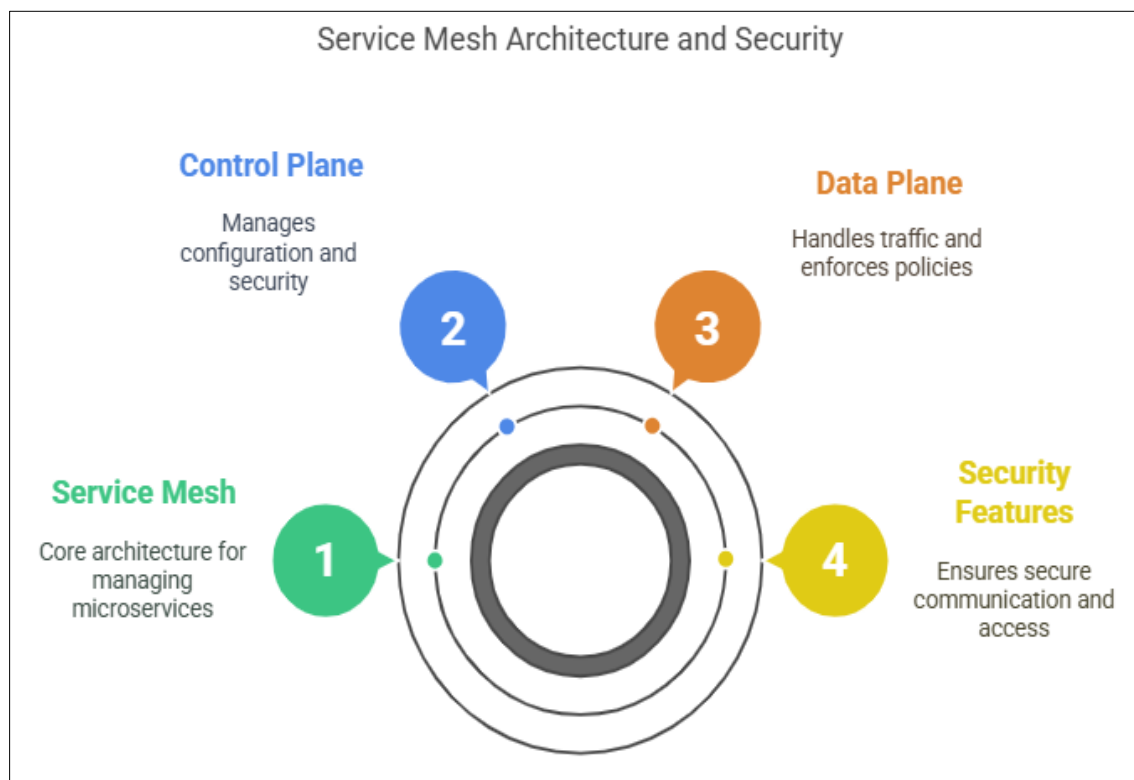 Service Mesh Architecture and Security
Control Plane
Manages
configuration and
security
2
Data Plane
Handles traffic and
enforces policies
3
Service Mesh
Core architecture for
managing
microservices
1
Security
Features
Ensures secure
communication and
access
4